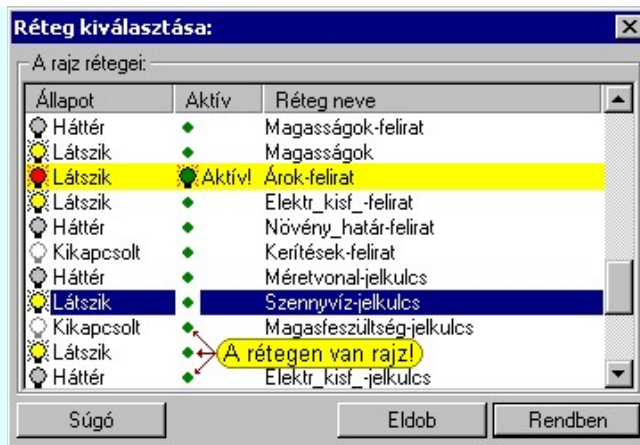 Réteg kiválasztása:
A rajz rétegei:
Állapot Aktív Réteg neve
Háttér Magasságok-felirat
Látszik Magasságok
Látszik Aktív! Árok-felirat
Látszik Elektr_kisf_-felirat
Háttér Növény_határ-felirat
Kikapcsolt Kerítések-felirat
Háttér Méretvonal-jelkulcs
Látszik Szennyvíz-jelkulcs
Kikapcsolt Magasfeszültség-jelkulcs
Látszik A rétegen van rajz!
Háttér Elektr_kisf_-jelkulcs
Súgó Eldob Rendben